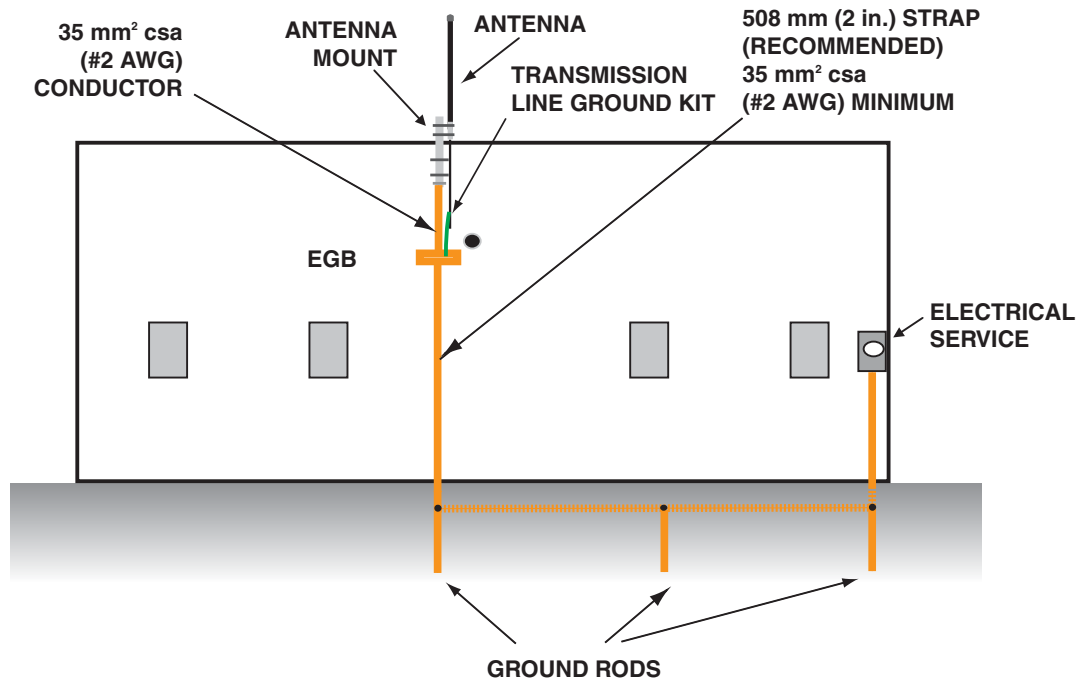 35 mm² csa
(#2 AWG)
CONDUCTOR
ANTENNA
MOUNT
ANTENNA
TRANSMISSION
LINE GROUND KIT
508 mm (2 in.) STRAP
(RECOMMENDED)
35 mm² csa
(#2 AWG) MINIMUM
EGB
ELECTRICAL
SERVICE
GROUND RODS